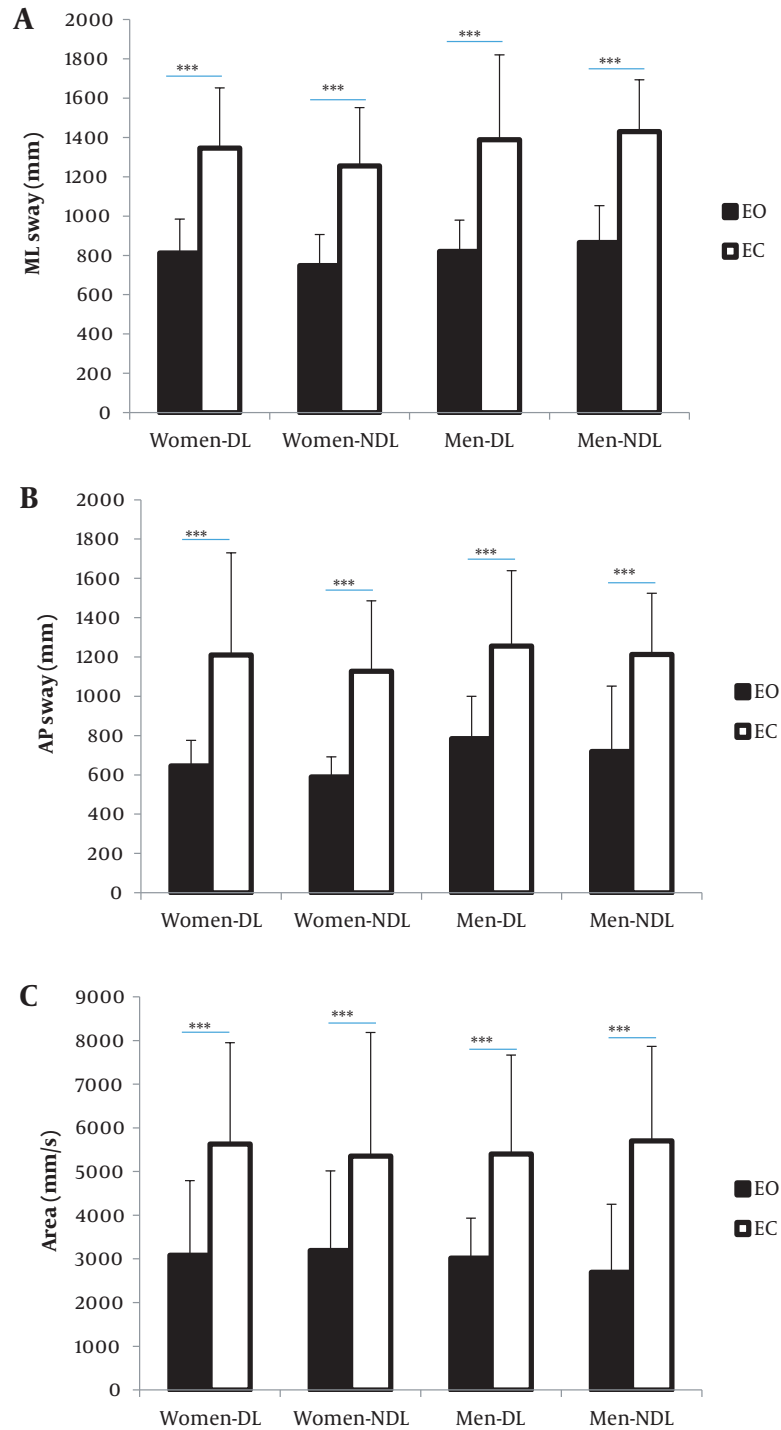 A
ML sway (mm)
2000
1800
1600
1400
1200
1000
800
600
400
200
0
***
***
***
***
Women-DL
Women-NDL
Men-DL
Men-NDL
EO
EC
B
AP sway (mm)
2000
1800
1600
1400
1200
1000
800
600
400
200
0
***
***
***
***
Women-DL
Women-NDL
Men-DL
Men-NDL
EO
EC
C
Area (mm/s)
9000
8000
7000
6000
5000
4000
3000
2000
1000
0
***
***
***
***
Women-DL
Women-NDL
Men-DL
Men-NDL
EO
EC